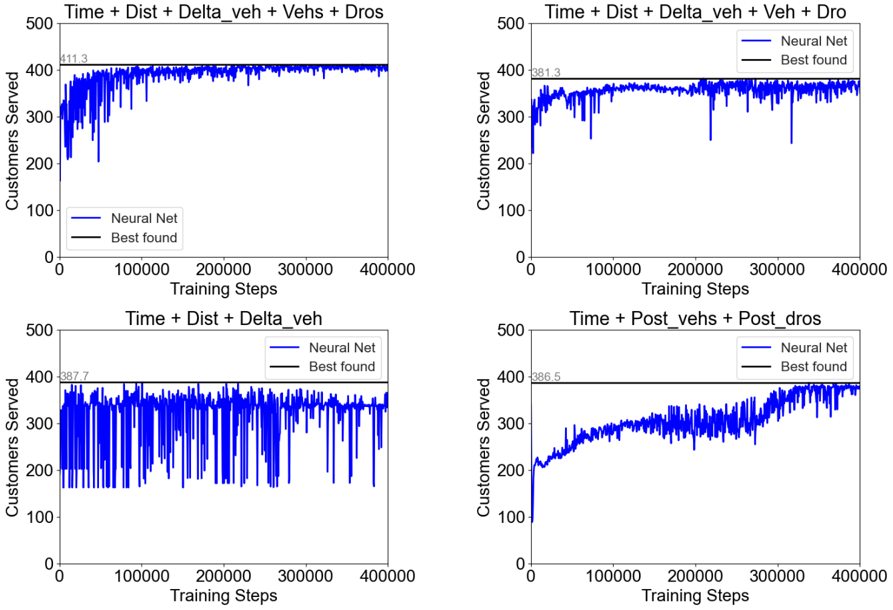 Time + Dist + Delta_veh + Vehs + Dros
500
400
300
200
100
0
411.3
Customers Served
Neural Net
Best found
0 100000 200000 300000 400000
Training Steps
Time + Dist + Delta_veh + Veh + Dro
500
400
300
200
100
0
381.3
Customers Served
Neural Net
Best found
0 100000 200000 300000 400000
Training Steps
Time + Dist + Delta_veh
500
400
300
200
100
0
387.7
Customers Served
Neural Net
Best found
0 100000 200000 300000 400000
Training Steps
Time + Post_vehs + Post_dros
500
400
300
200
100
0
386.5
Customers Served
Neural Net
Best found
0 100000 200000 300000 400000
Training Steps